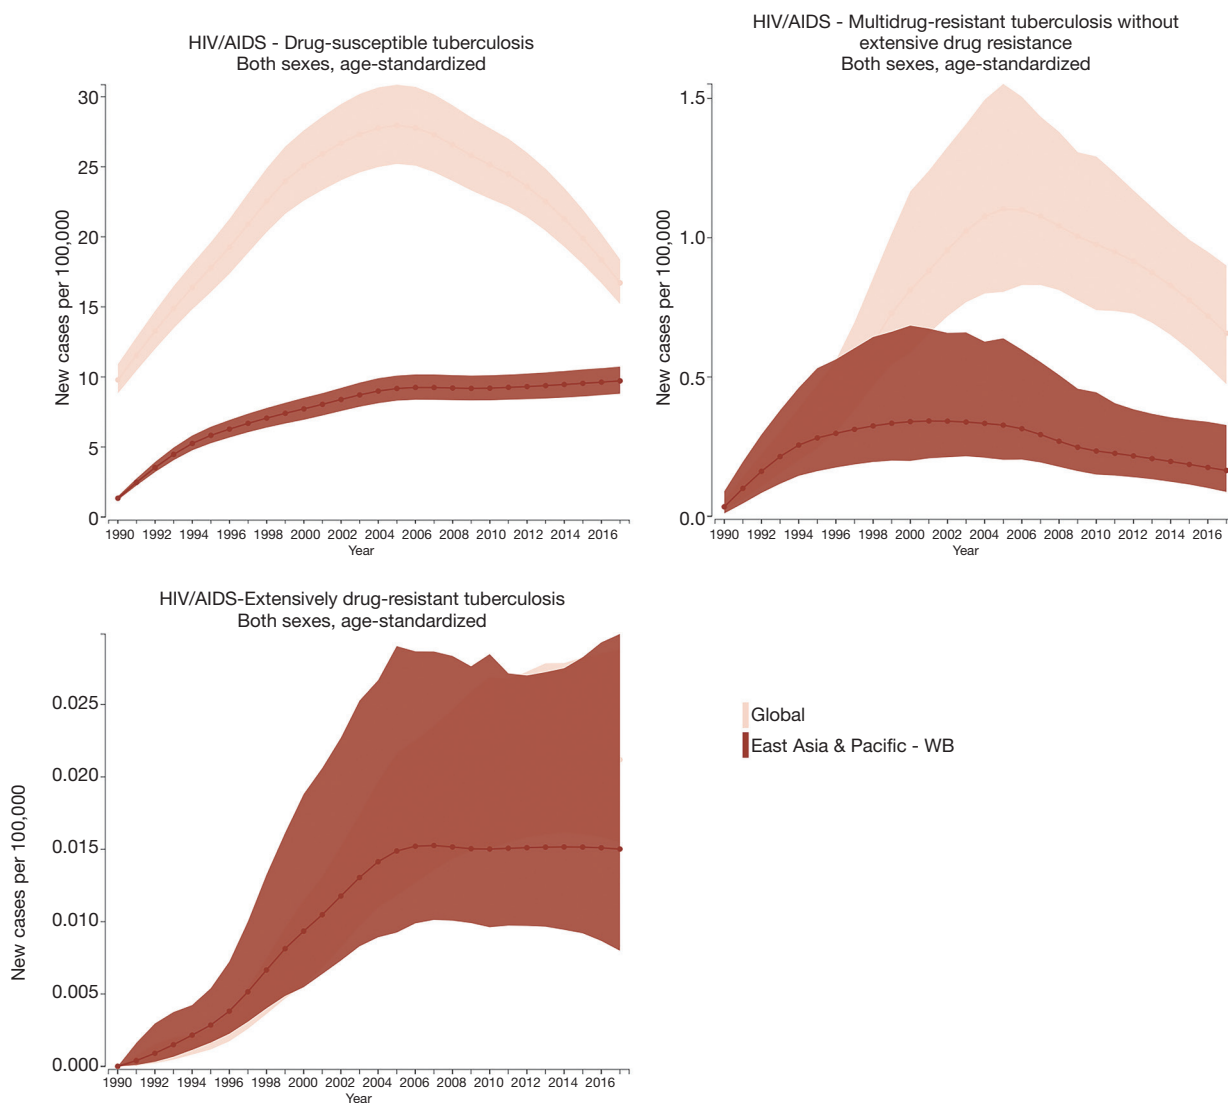 HIV/AIDS - Drug-susceptible tuberculosis
Both sexes, age-standardized
New cases per 100,000
30
25
20
15
10
5
0
1990 1992 1994 1996 1998 2000 2002 2004 2006 2008 2010 2012 2014 2016
Year
HIV/AIDS - Multidrug-resistant tuberculosis without
extensive drug resistance
Both sexes, age-standardized
New cases per 100,000
1.5
1.0
0.5
0.0
1990 1992 1994 1996 1998 2000 2002 2004 2006 2008 2010 2012 2014 2016
Year
HIV/AIDS-Extensively drug-resistant tuberculosis
Both sexes, age-standardized
New cases per 100,000
0.025
0.020
0.015
0.010
0.005
0.000
1990 1992 1994 1996 1998 2000 2002 2004 2006 2008 2010 2012 2014 2016
Year
Global
East Asia & Pacific - WB